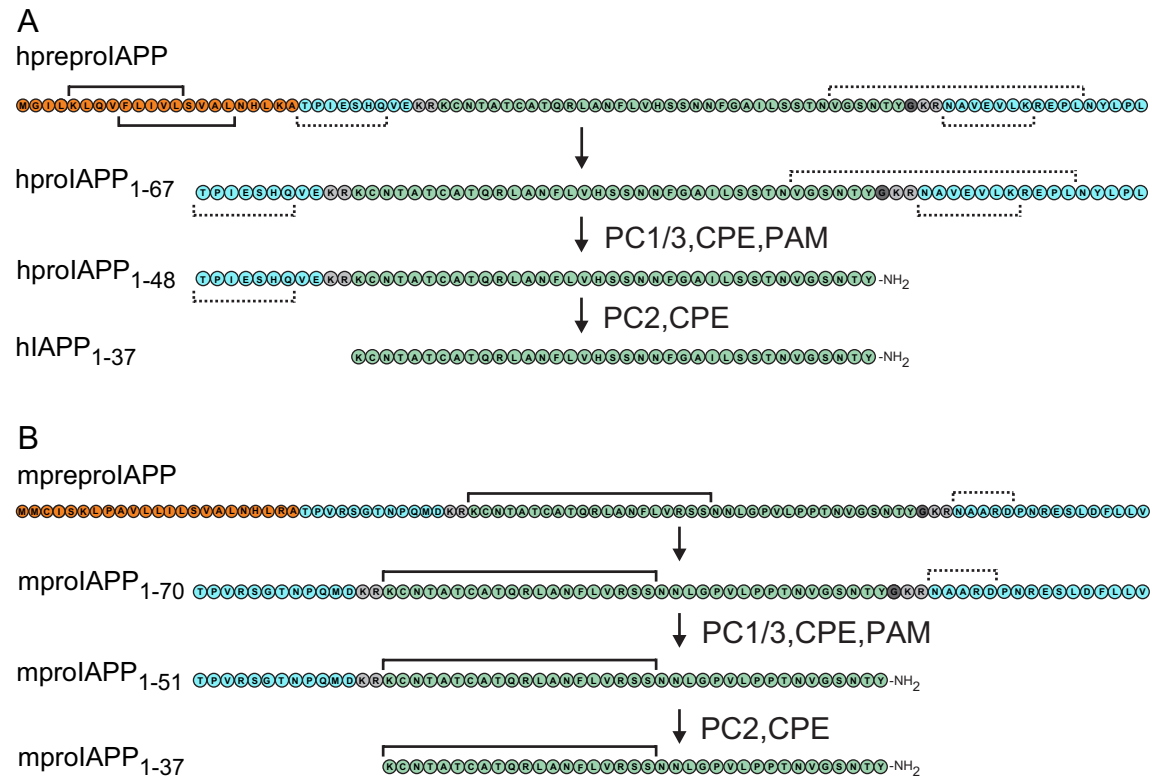 A
hpreproIAPP
MGILKLQVFLIVLSVALNHLKATPIESHQVEKRKCNTATCATQRLANFLVHSSNNFGAILSSTNVGSNTYGKRNAVEVLKREPLNYLPL
hproIAPP1-67
TPIESHQVEKRKCNTATCATQRLANFLVHSSNNFGAILSSTNVGSNTYGKRNAVEVLKREPLNYLPL
PC1/3,CPE,PAM
hproIAPP1-48
TPIESHQVEKRKCNTATCATQRLANFLVHSSNNFGAILSSTNVGSNTY-NH2
PC2,CPE
hIAPP1-37
KCNTATCATQRLANFLVHSSNNFGAILSSTNVGSNTY-NH2
B
mpreproIAPP
MMCISKLPAVLLILSVALNHLRATPVRSGTNPQMDKRKCNTATCATQRLANFLVRSSNNLGPVLPPTNVGSNTYGKRNAARDPNRESLDFLLV
mproIAPP1-70
TPVRSGTNPQMDKRKCNTATCATQRLANFLVRSSNNLGPVLPPTNVGSNTYGKRNAARDPNRESLDFLLV
PC1/3,CPE,PAM
mproIAPP1-51
TPVRSGTNPQMDKRKCNTATCATQRLANFLVRSSNNLGPVLPPTNVGSNTY-NH2
PC2,CPE
mproIAPP1-37
KCNTATCATQRLANFLVRSSNNLGPVLPPTNVGSNTY-NH2